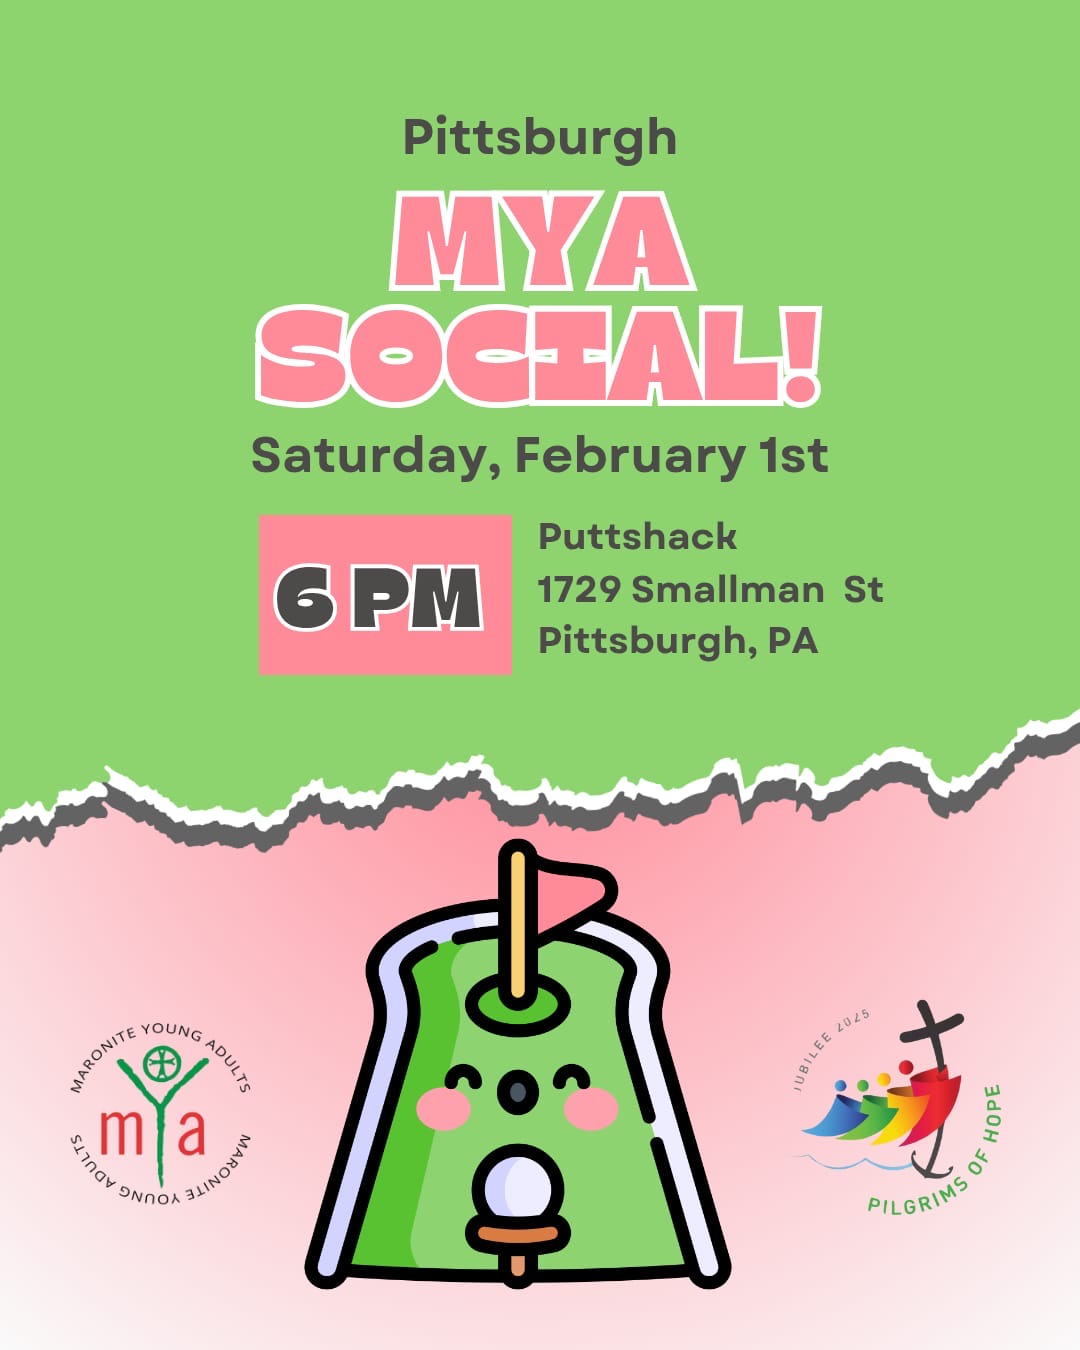 Pittsburgh
MYA
SOCIAL!
Saturday, February 1st
6 PM
Puttshack
1729 Smallman St
Pittsburgh, PA
MARONITE YOUNG ADULTS
mya
MARONITE YOUNG ADULTS
JUBILEE 2025
PILGRIMS OF HOPE